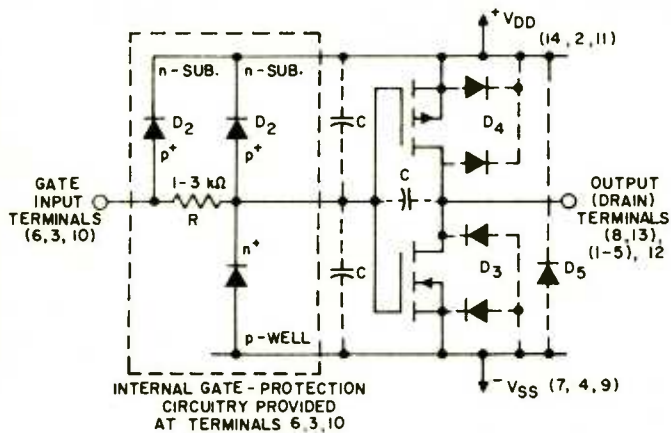 + VDD
(14, 2, 11)
n-SUB.
n-SUB.
D2
D2
D4
p+
p+
C
GATE
INPUT
TERMINALS
(6, 3, 10)
1-3 kΩ
R
C
OUTPUT
(DRAIN)
TERMINALS
(8, 13),
(1-5), 12
n+
C
D3
D5
p-WELL
INTERNAL GATE-PROTECTION
CIRCUITRY PROVIDED
AT TERMINALS 6, 3, 10
- VSS (7, 4, 9)